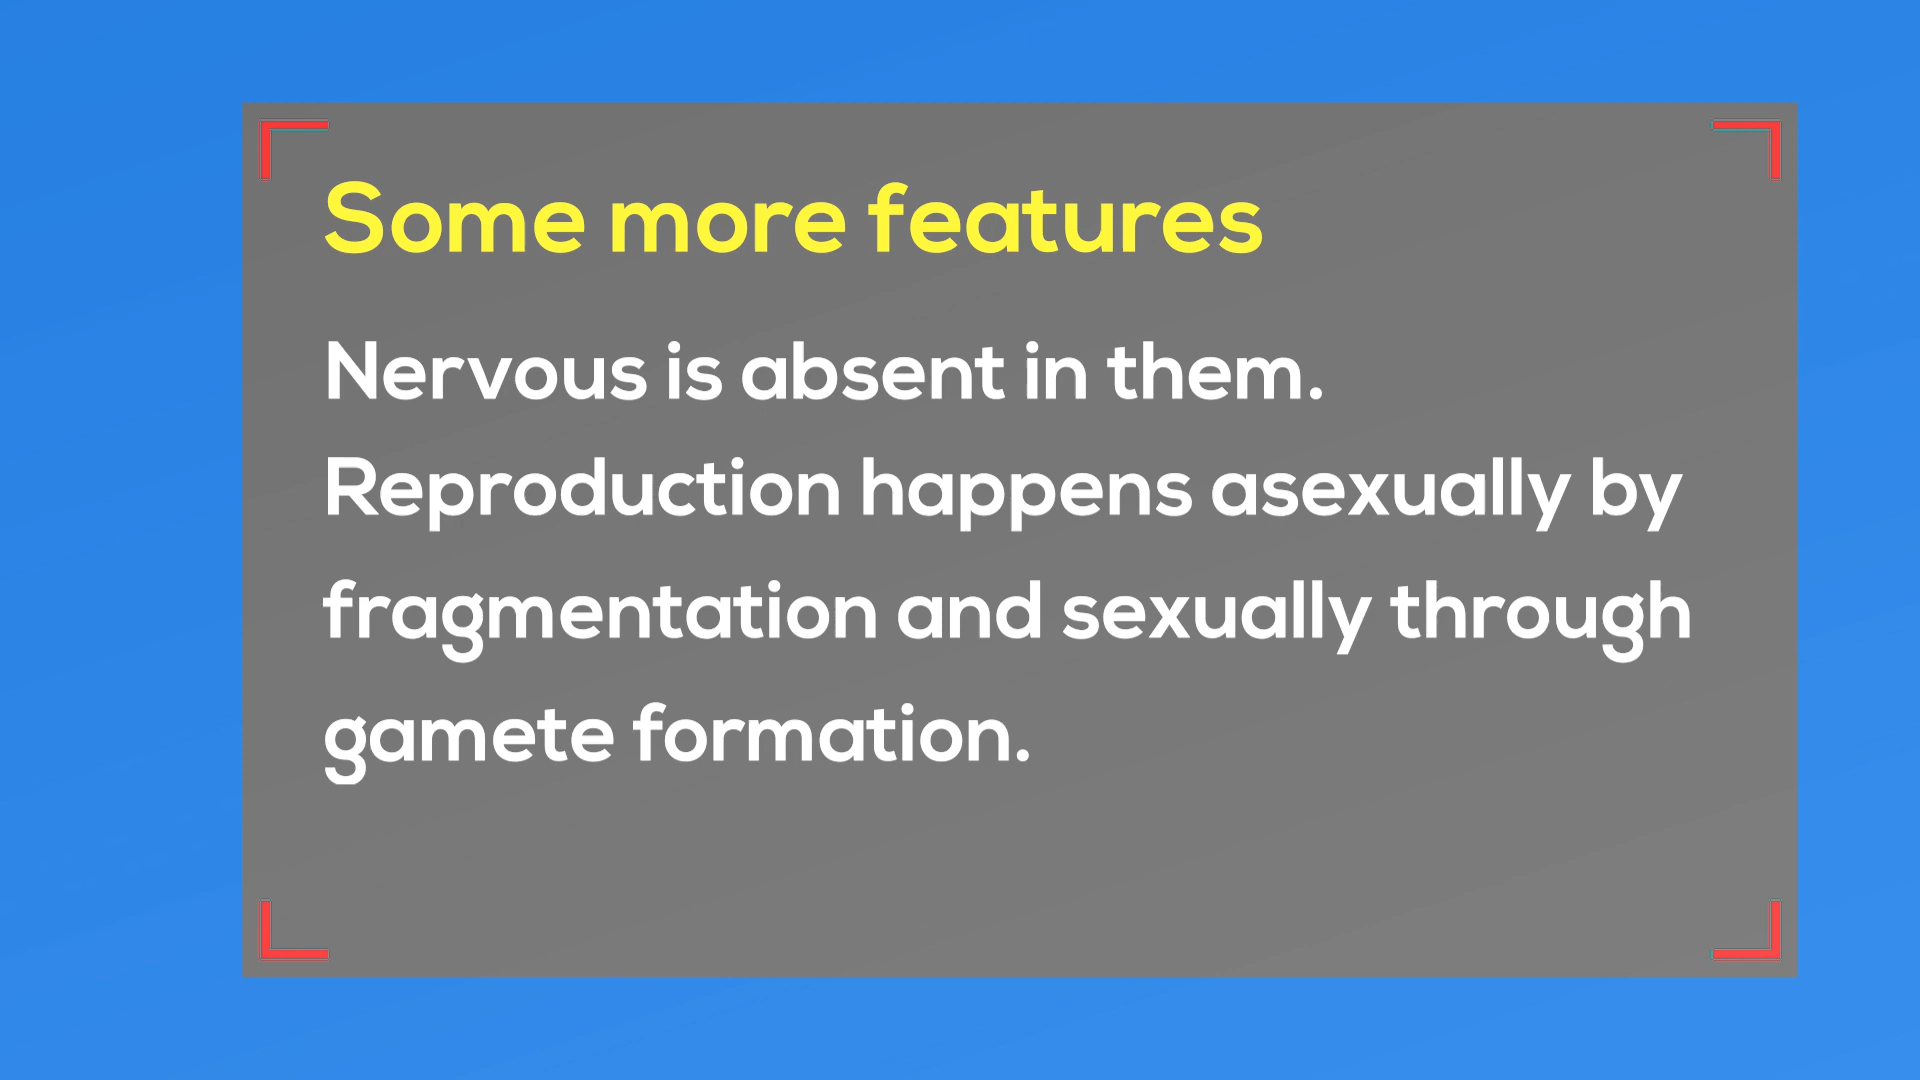 Some more features
Nervous is absent in them.
Reproduction happens asexually by
fragmentation and sexually through
gamete formation.